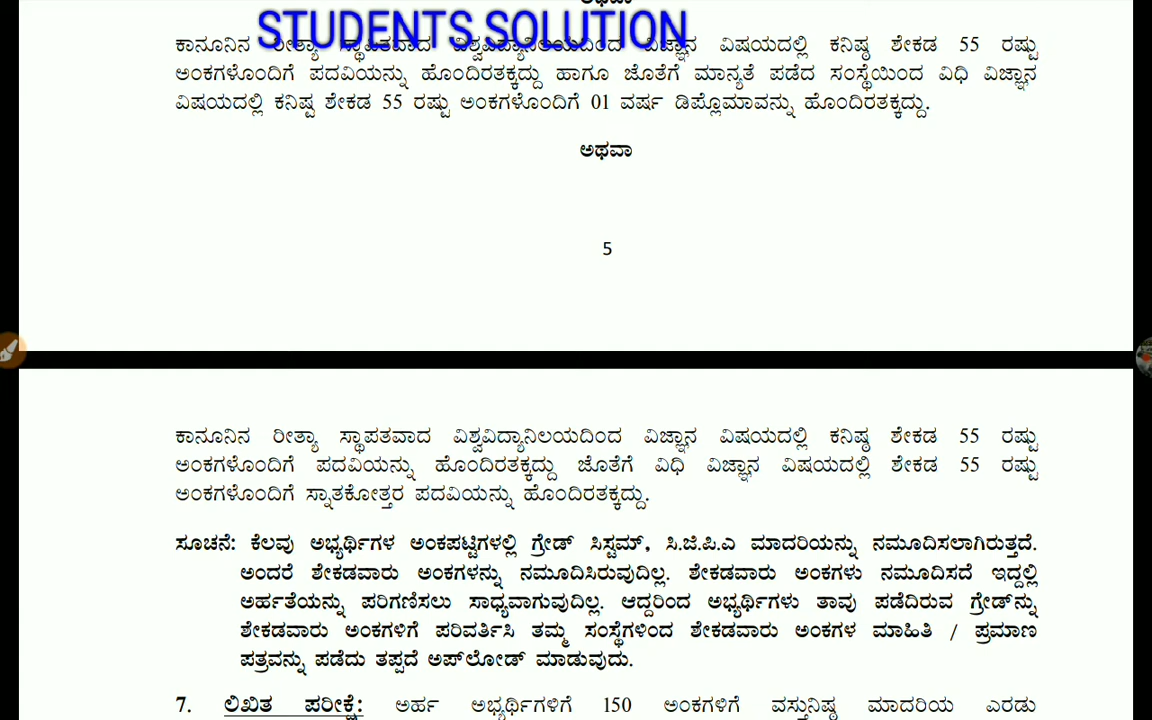 ಅಥವಾ
STUDENTS SOLUTION
ಕಾನೂನಿನ ರೀತ್ಯಾ ಸ್ಥಾಪಿತವಾದ ವಿಶ್ವವಿದ್ಯಾನಿಲಯದಿಂದ ವಿಜ್ಞಾನ ವಿಷಯದಲ್ಲಿ ಕನಿಷ್ಠ ಶೇಕಡ 55 ರಷ್ಟು
ಅಂಕಗಳೊಂದಿಗೆ ಪದವಿಯನ್ನು ಹೊಂದಿರತಕ್ಕದ್ದು ಹಾಗೂ ಜೊತೆಗೆ ಮಾನ್ಯತೆ ಪಡೆದ ಸಂಸ್ಥೆಯಿಂದ ವಿಧಿ ವಿಜ್ಞಾನ
ವಿಷಯದಲ್ಲಿ ಕನಿಷ್ಟ ಶೇಕಡ 55 ರಷ್ಟು ಅಂಕಗಳೊಂದಿಗೆ 01 ವರ್ಷ ಡಿಪ್ಲೊಮಾವನ್ನು ಹೊಂದಿರತಕ್ಕದ್ದು.
ಅಥವಾ
5
ಕಾನೂನಿನ ರೀತ್ಯಾ ಸ್ಥಾಪತವಾದ ವಿಶ್ವವಿದ್ಯಾನಿಲಯದಿಂದ ವಿಜ್ಞಾನ ವಿಷಯದಲ್ಲಿ ಕನಿಷ್ಠ ಶೇಕಡ 55 ರಷ್ಟು
ಅಂಕಗಳೊಂದಿಗೆ ಪದವಿಯನ್ನು ಹೊಂದಿರತಕ್ಕದ್ದು ಜೊತೆಗೆ ವಿಧಿ ವಿಜ್ಞಾನ ವಿಷಯದಲ್ಲಿ ಶೇಕಡ 55 ರಷ್ಟು
ಅಂಕಗಳೊಂದಿಗೆ ಸ್ನಾತಕೋತ್ತರ ಪದವಿಯನ್ನು ಹೊಂದಿರತಕ್ಕದ್ದು.
ಸೂಚನೆ: ಕೆಲವು ಅಭ್ಯರ್ಥಿಗಳ ಅಂಕಪಟ್ಟಿಗಳಲ್ಲಿ ಗ್ರೇಡ್ ಸಿಸ್ಟಮ್, ಸಿ.ಜಿ.ಪಿ.ಎ ಮಾದರಿಯನ್ನು ನಮೂದಿಸಲಾಗಿರುತ್ತದೆ.
ಅಂದರೆ ಶೇಕಡವಾರು ಅಂಕಗಳನ್ನು ನಮೂದಿಸಿರುವುದಿಲ್ಲ. ಶೇಕಡವಾರು ಅಂಕಗಳು ನಮೂದಿಸದೆ ಇದ್ದಲ್ಲಿ
ಅರ್ಹತೆಯನ್ನು ಪರಿಗಣಿಸಲು ಸಾಧ್ಯವಾಗುವುದಿಲ್ಲ. ಆದ್ದರಿಂದ ಅಭ್ಯರ್ಥಿಗಳು ತಾವು ಪಡೆದಿರುವ ಗ್ರೇಡ್‌ನ್ನು
ಶೇಕಡವಾರು ಅಂಕಗಳಿಗೆ ಪರಿವರ್ತಿಸಿ ತಮ್ಮ ಸಂಸ್ಥೆಗಳಿಂದ ಶೇಕಡವಾರು ಅಂಕಗಳ ಮಾಹಿತಿ / ಪ್ರಮಾಣ
ಪತ್ರವನ್ನು ಪಡೆದು ತಪ್ಪದೆ ಅಪ್‌ಲೋಡ್ ಮಾಡುವುದು.
7. ಲಿಖಿತ ಪರೀಕ್ಷೆ: ಅರ್ಹ ಅಭ್ಯರ್ಥಿಗಳಿಗೆ 150 ಅಂಕಗಳಿಗೆ ವಸ್ತುನಿಷ್ಠ ಮಾದರಿಯ ಎರಡು